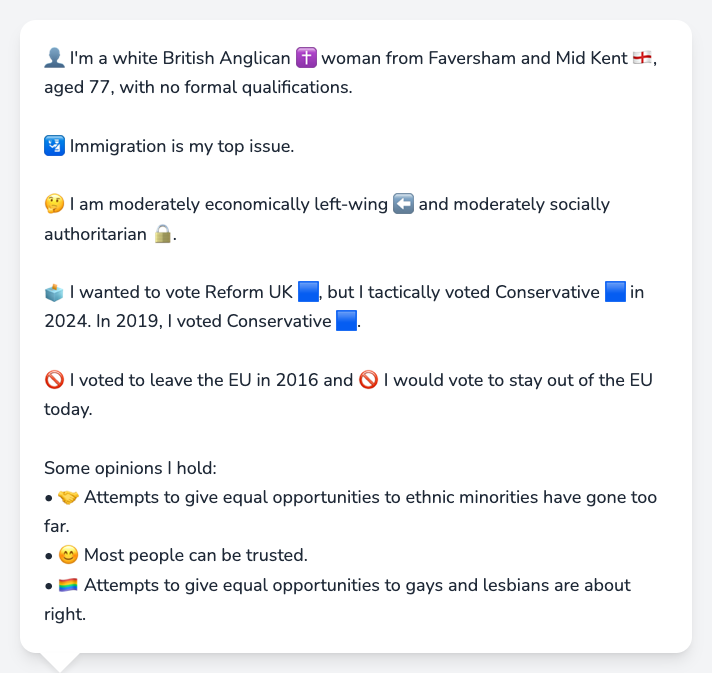 👤 I'm a white British Anglican ✝️ woman from Faversham and Mid Kent 🏴󠁧󠁢󠁥󠁮󠁧󠁿,
aged 77, with no formal qualifications.
🛂 Immigration is my top issue.
🤔 I am moderately economically left-wing ⬅️ and moderately socially
authoritarian 🔒.
🗳️ I wanted to vote Reform UK 🟦, but I tactically voted Conservative 🟦 in
2024. In 2019, I voted Conservative 🟦.
🚫 I voted to leave the EU in 2016 and 🚫 I would vote to stay out of the EU
today.
Some opinions I hold:
• 🤝 Attempts to give equal opportunities to ethnic minorities have gone too
far.
• 😊 Most people can be trusted.
• 🏳️‍🌈 Attempts to give equal opportunities to gays and lesbians are about
right.